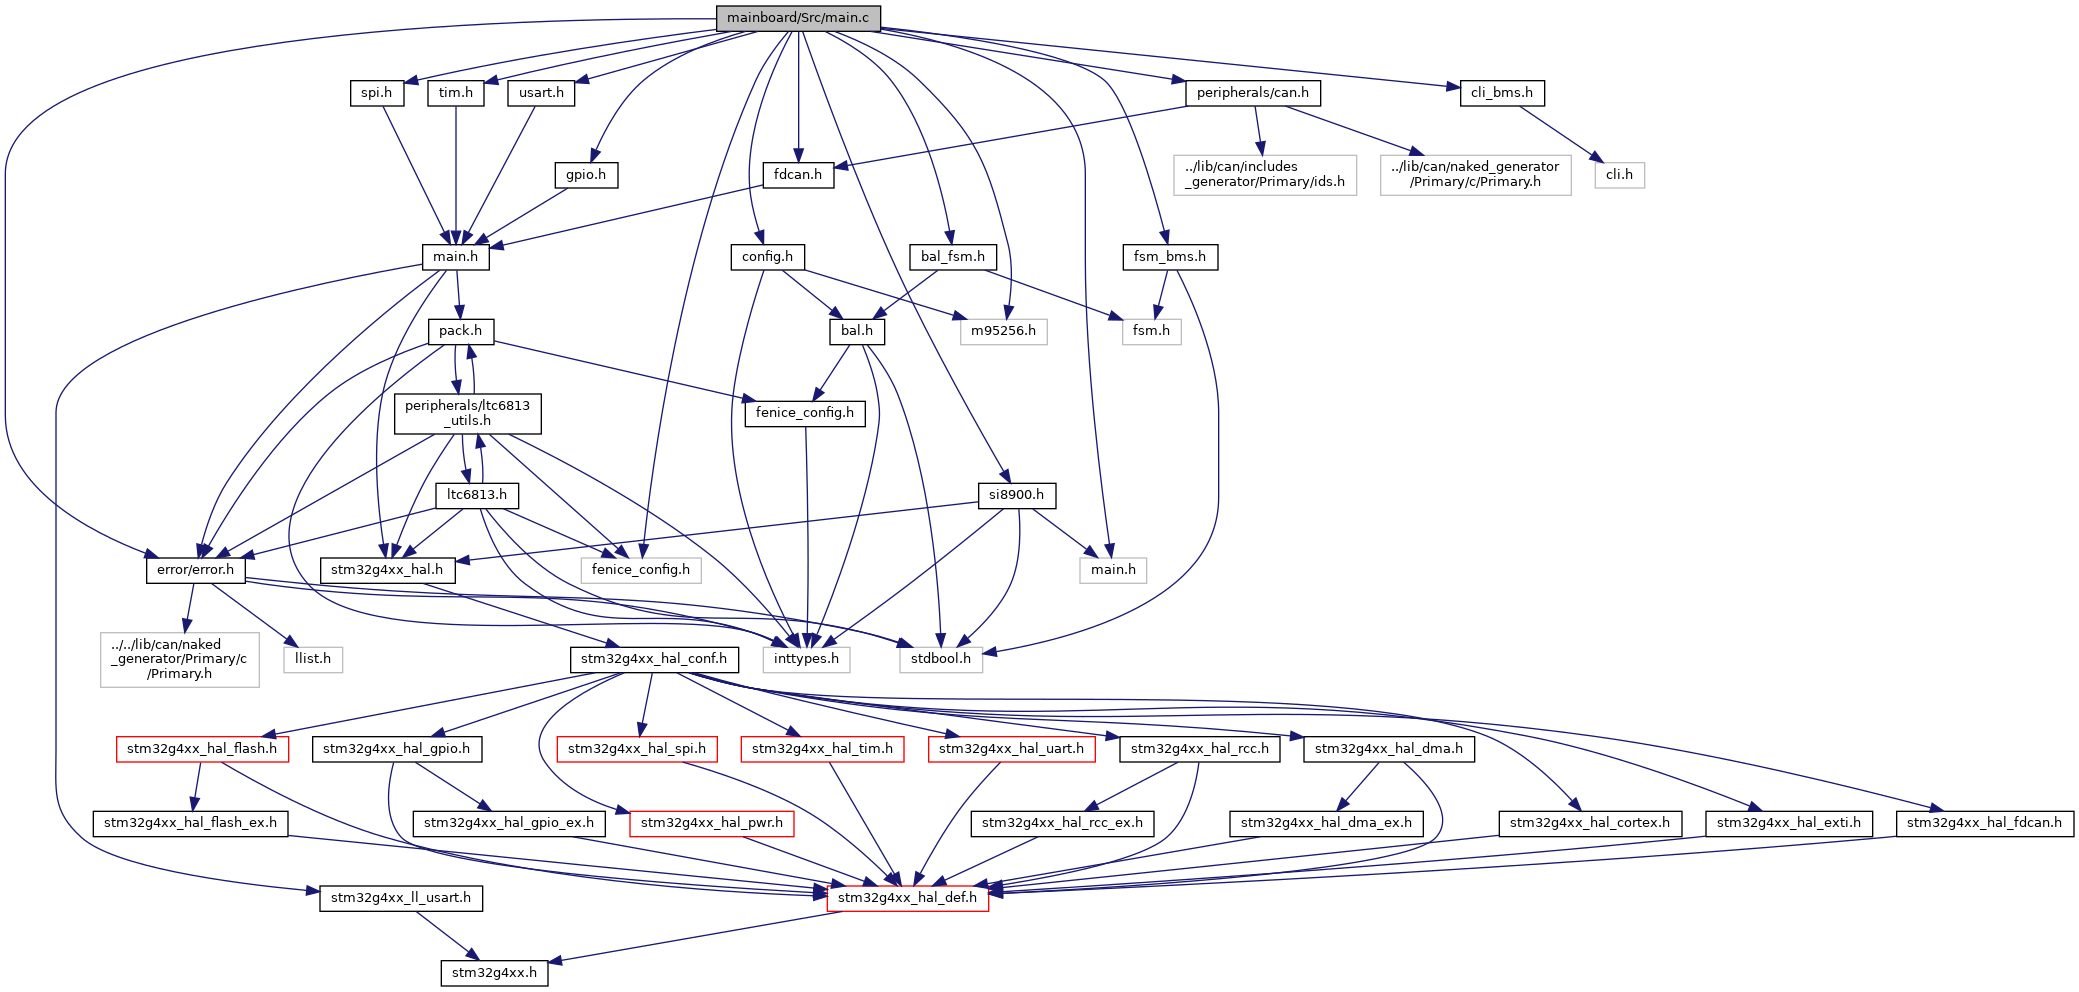 mainboard/Src/main.c
spi.h
tim.h
usart.h
peripherals/can.h
cli_bms.h
gpio.h
fdcan.h
../lib/can/includes
_generator/Primary/ids.h
../lib/can/naked_generator
/Primary/c/Primary.h
cli.h
main.h
config.h
bal_fsm.h
fsm_bms.h
pack.h
bal.h
m95256.h
fsm.h
peripherals/ltc6813
_utils.h
fenice_config.h
ltc6813.h
si8900.h
error/error.h
stm32g4xx_hal.h
fenice_config.h
main.h
../../lib/can/naked
_generator/Primary/c
/Primary.h
llist.h
stm32g4xx_hal_conf.h
inttypes.h
stdbool.h
stm32g4xx_hal_flash.h
stm32g4xx_hal_gpio.h
stm32g4xx_hal_spi.h
stm32g4xx_hal_tim.h
stm32g4xx_hal_uart.h
stm32g4xx_hal_rcc.h
stm32g4xx_hal_dma.h
stm32g4xx_hal_flash_ex.h
stm32g4xx_hal_gpio_ex.h
stm32g4xx_hal_pwr.h
stm32g4xx_hal_rcc_ex.h
stm32g4xx_hal_dma_ex.h
stm32g4xx_hal_cortex.h
stm32g4xx_hal_exti.h
stm32g4xx_hal_fdcan.h
stm32g4xx_ll_usart.h
stm32g4xx_hal_def.h
stm32g4xx.h